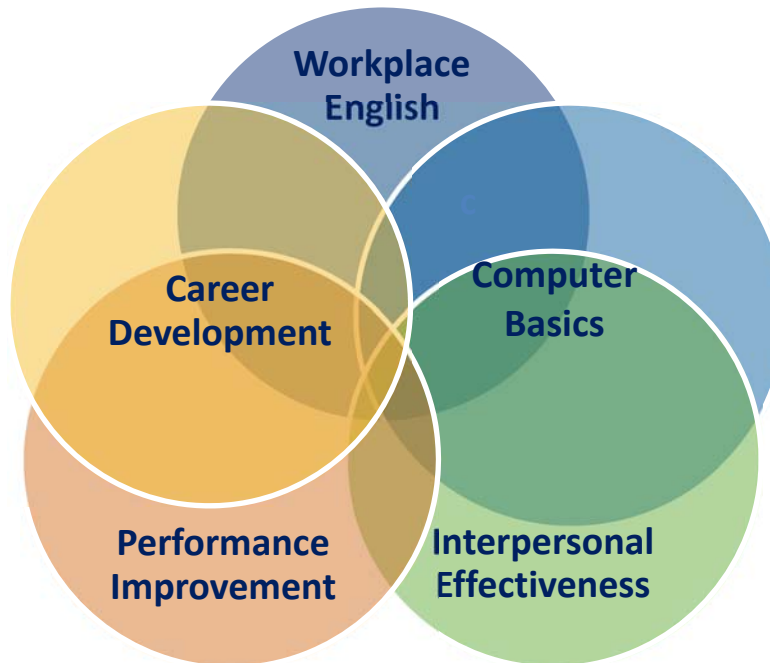 Workplace
English
Career
Development
Computer
Basics
Performance
Improvement
Interpersonal
Effectiveness